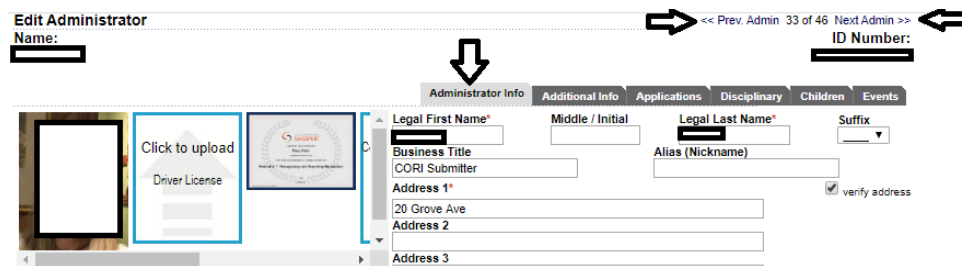 Edit Administrator
<< Prev. Admin 33 of 46 Next Admin >>
Name:
ID Number:
Administrator Info Additional Info Applications Disciplinary Children Events
Legal First Name* Middle / Initial Legal Last Name* Suffix
Click to upload
Driver License
Business Title Alias (Nickname)
CORI Submitter
Address 1* verify address
20 Grove Ave
Address 2
Address 3